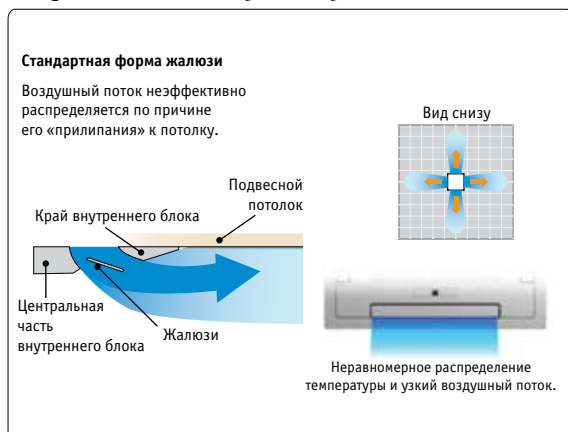 Стандартная форма жалюзи
Воздушный поток неэффективно
распределяется по причине
его «прилипания» к потолку.
Вид снизу
Подвесной
потолок
Край внутреннего блока
Центральная
часть
внутреннего блока
Жалюзи
Неравномерное распределение
температуры и узкий воздушный поток.